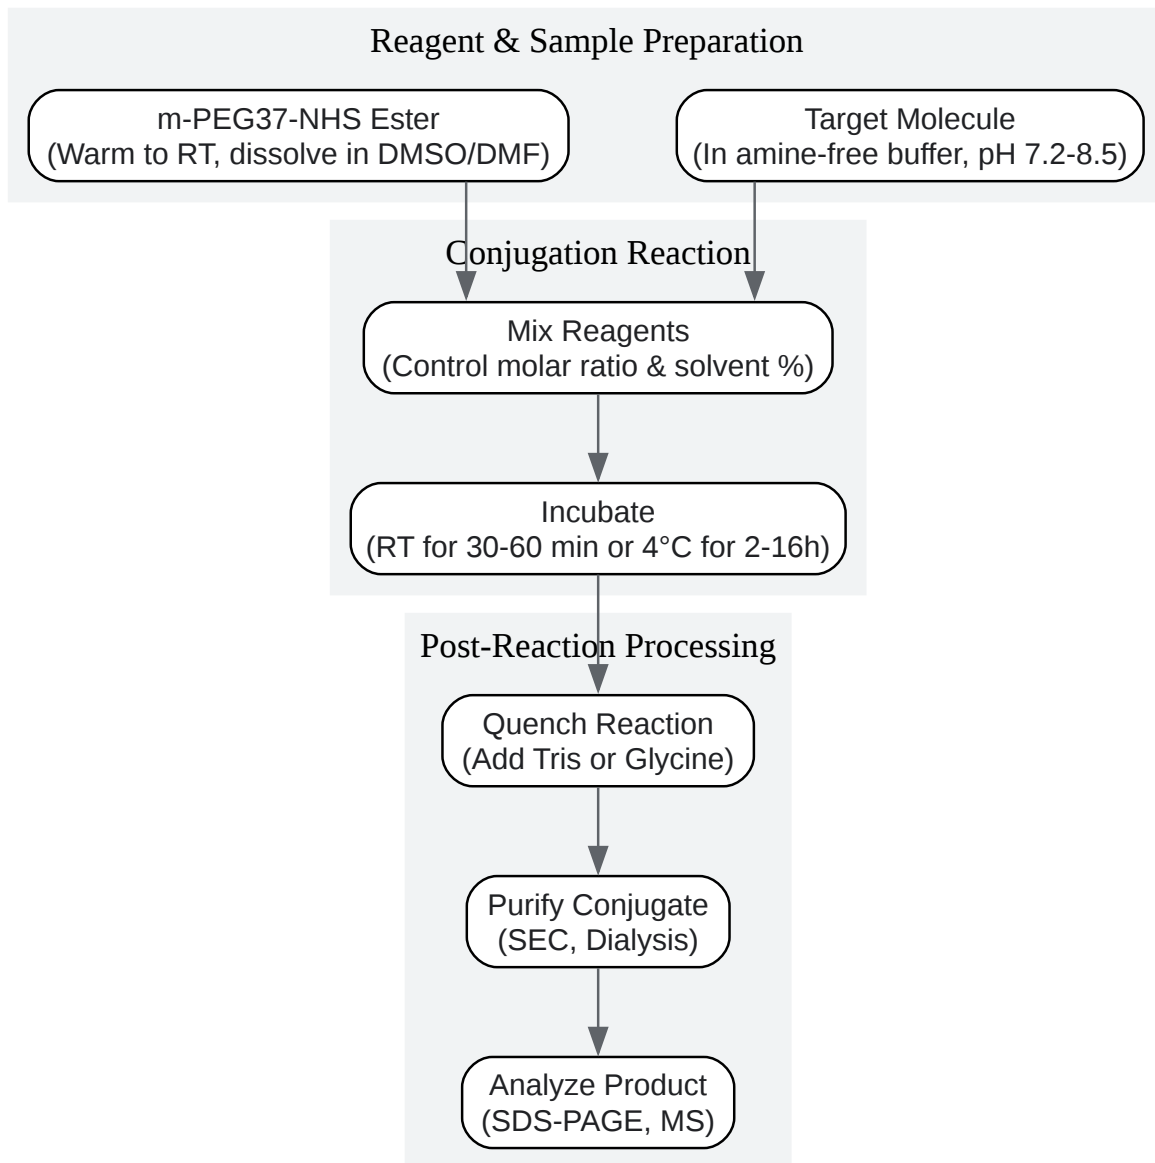 Reagent & Sample Preparation
m-PEG37-NHS Ester
(Warm to RT, dissolve in DMSO/DMF)
Target Molecule
(In amine-free buffer, pH 7.2-8.5)
Conjugation Reaction
Mix Reagents
(Control molar ratio & solvent %)
Incubate
(RT for 30-60 min or 4°C for 2-16h)
Post-Reaction Processing
Quench Reaction
(Add Tris or Glycine)
Purify Conjugate
(SEC, Dialysis)
Analyze Product
(SDS-PAGE, MS)